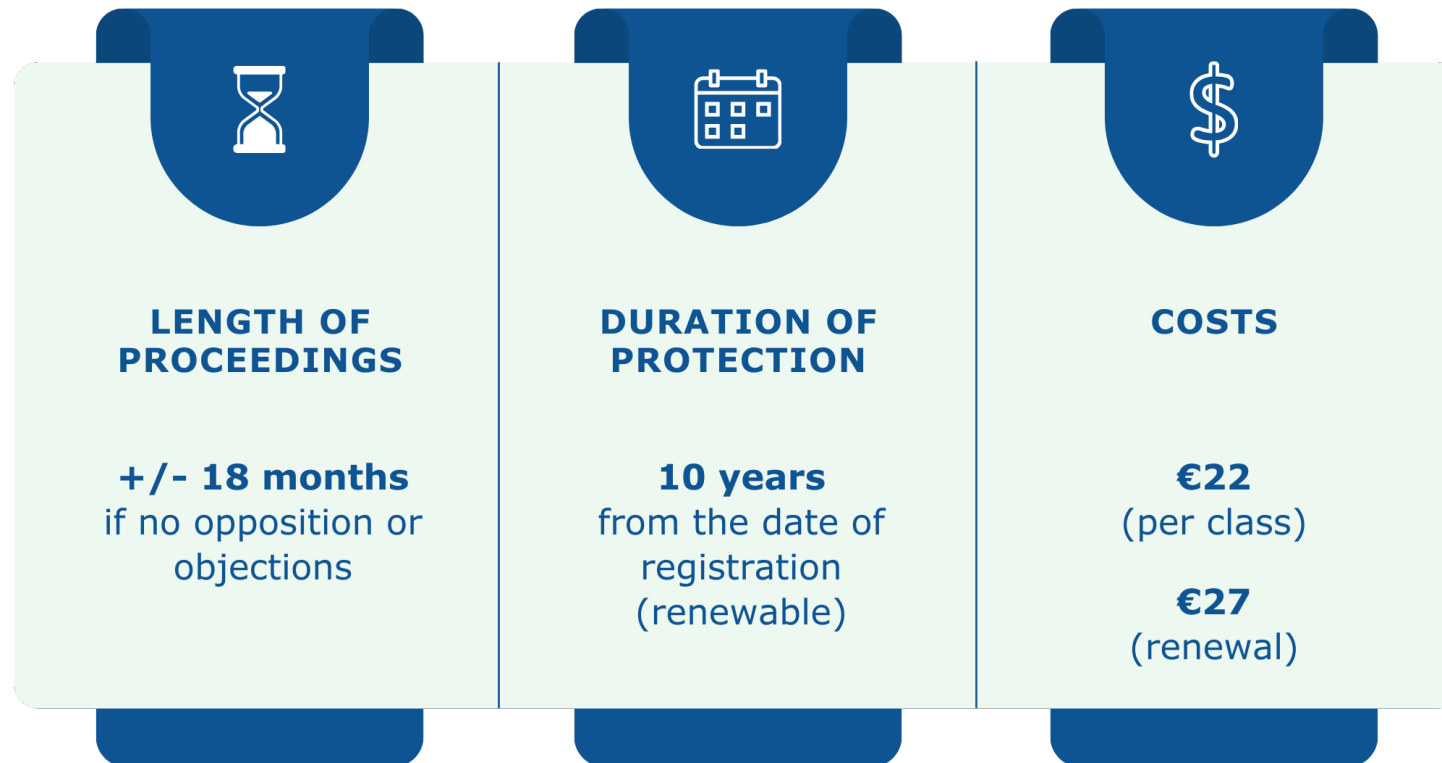 LENGTH OF
PROCEEDINGS
+/- 18 months
if no opposition or
objections
DURATION OF
PROTECTION
10 years
from the date of
registration
(renewable)
COSTS
€22
(per class)
€27
(renewal)